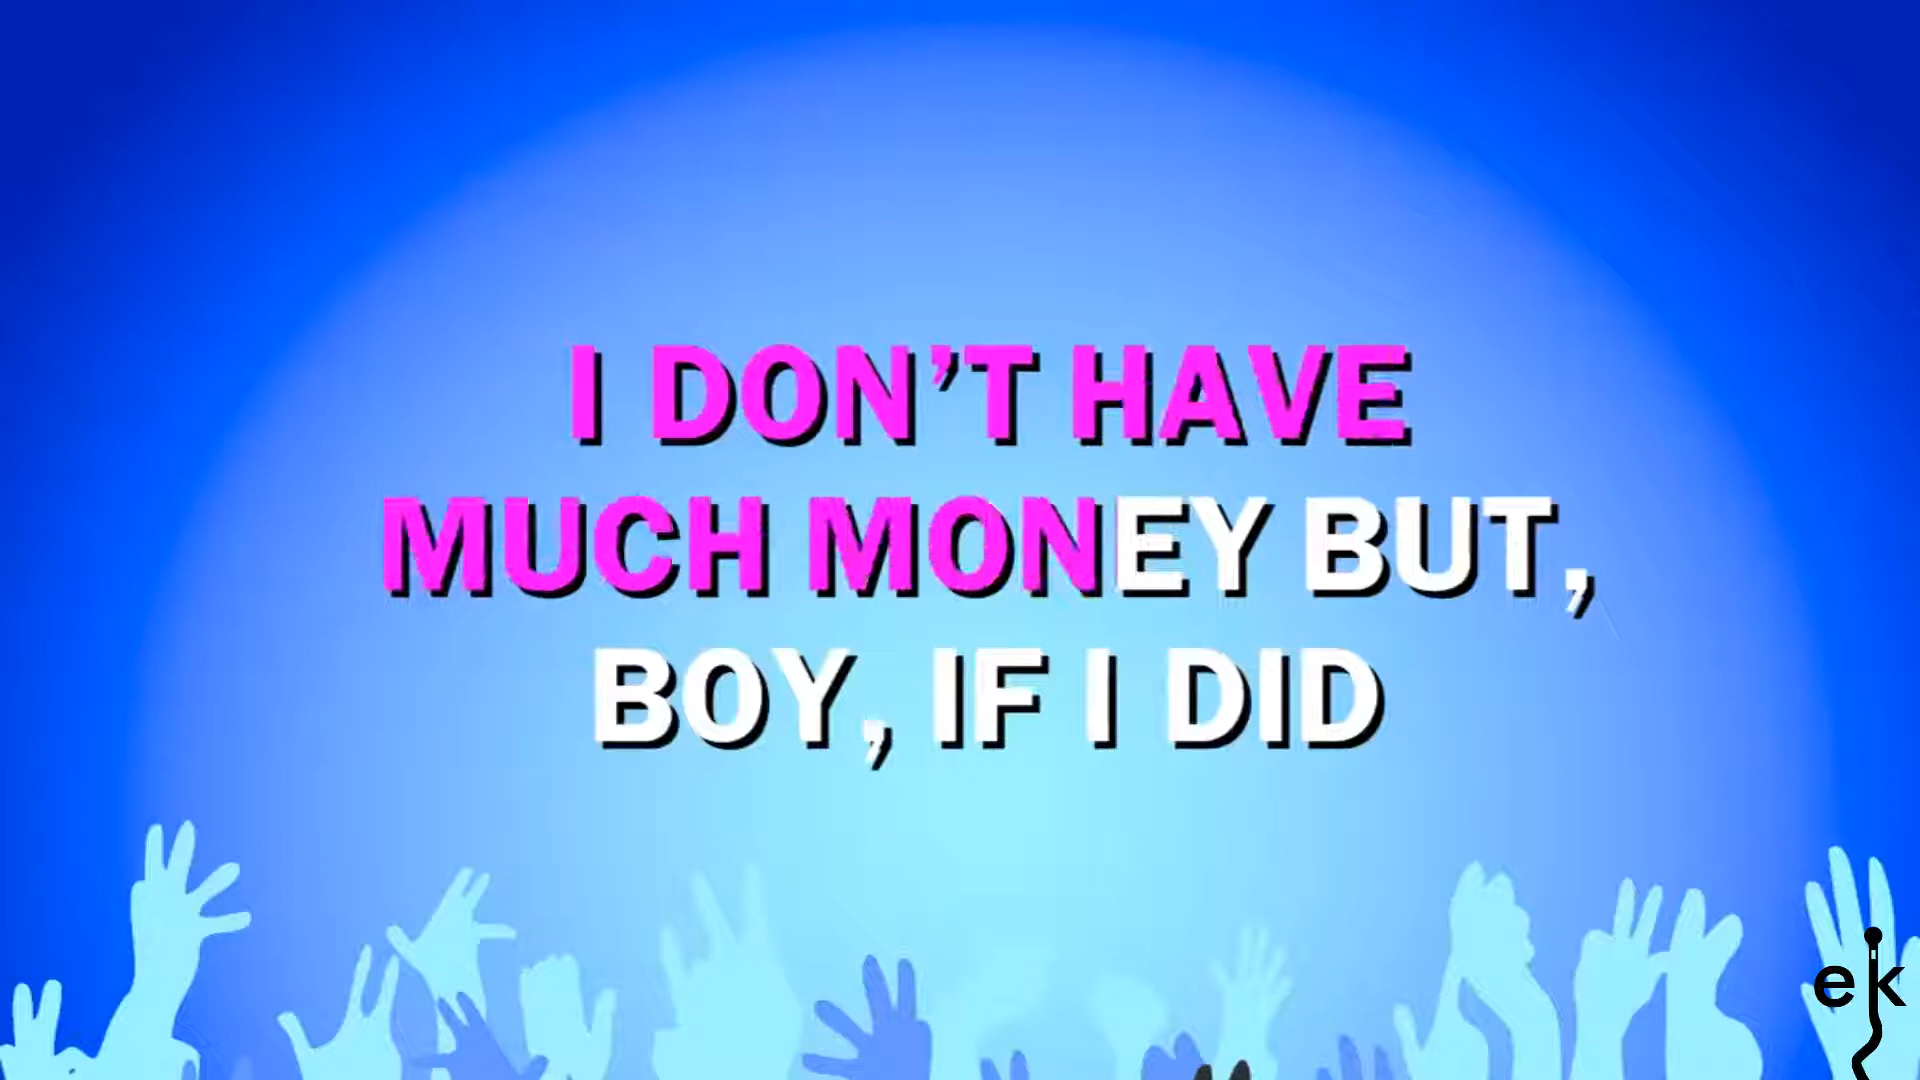 I DON’T HAVE
MUCH MONEY BUT,
BOY, IF I DID
ek